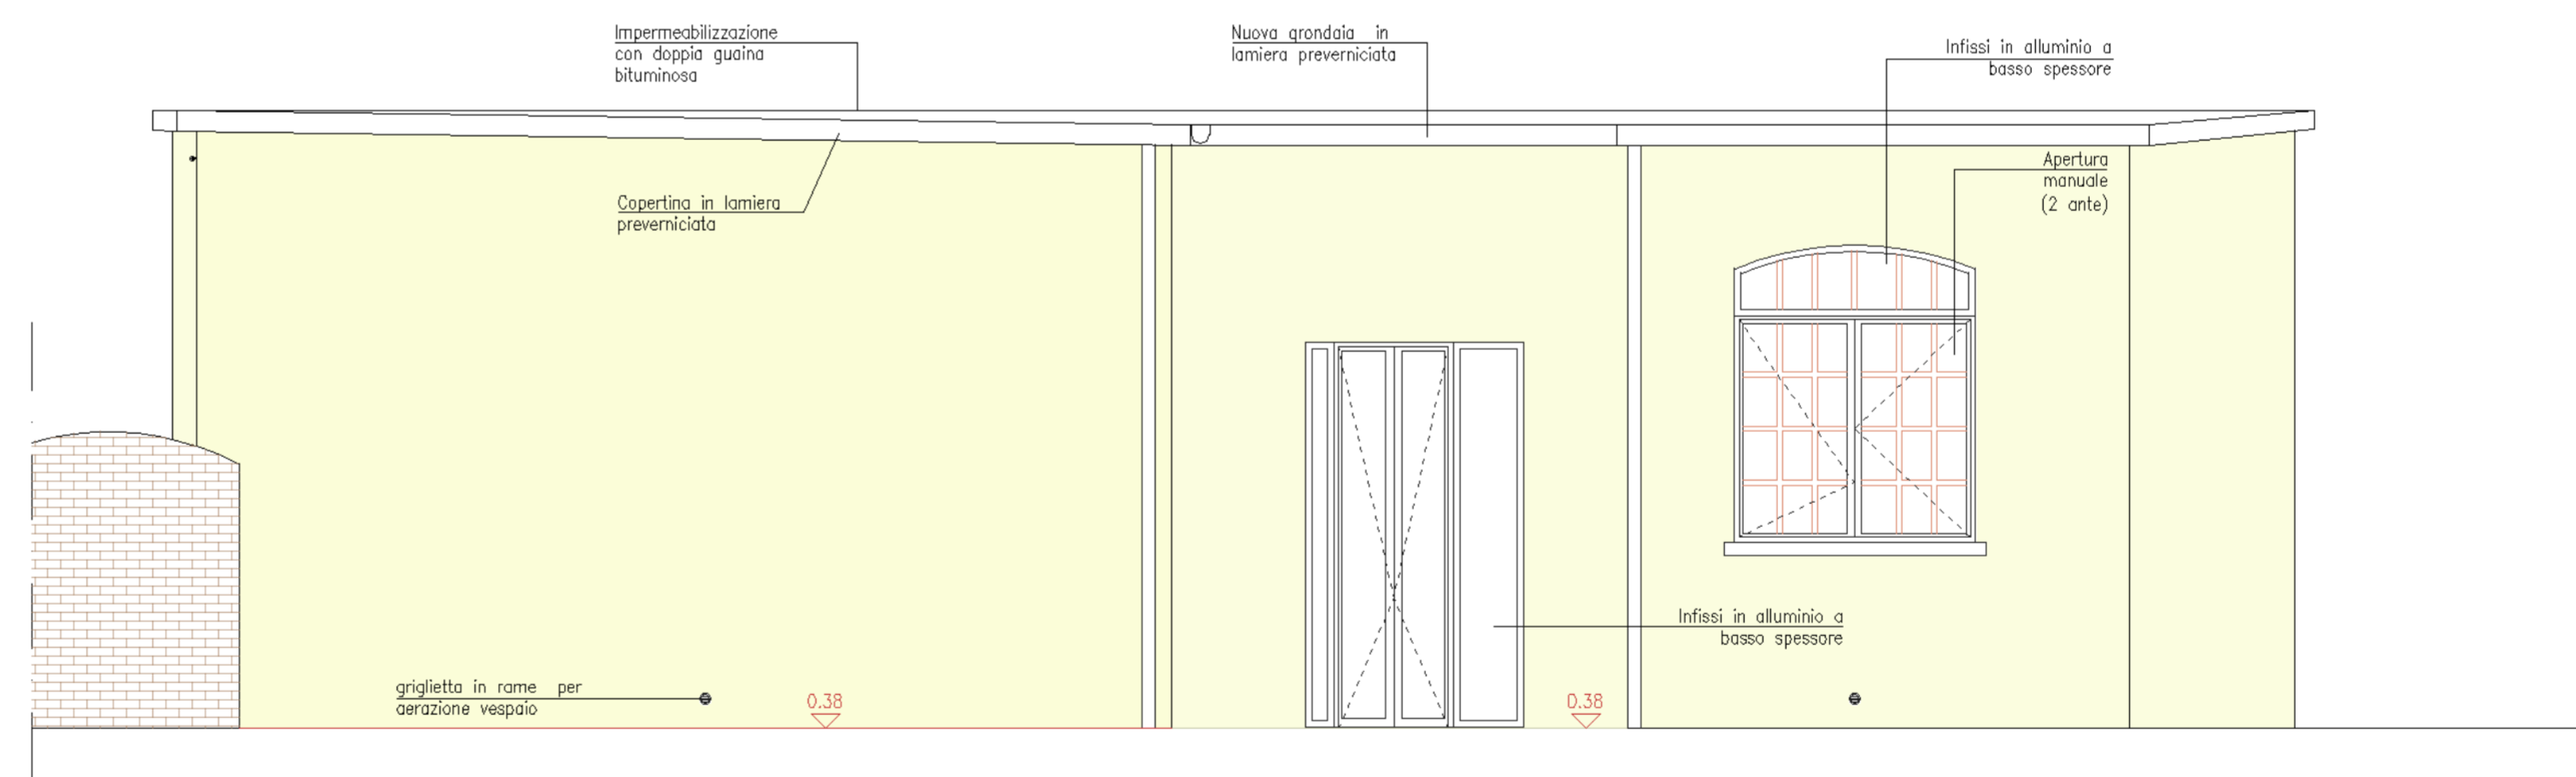 Impermeabilizzazione
con doppia guaina
bituminosa
Nuova grondaia in
lamiera preverniciata
Infissi in alluminio a
basso spessore
Apertura
manuale
(2 ante)
Copertina in lamiera
preverniciata
Infissi in alluminio a
basso spessore
griglietta in rame per
aerazione vespaio
0.38
0.38